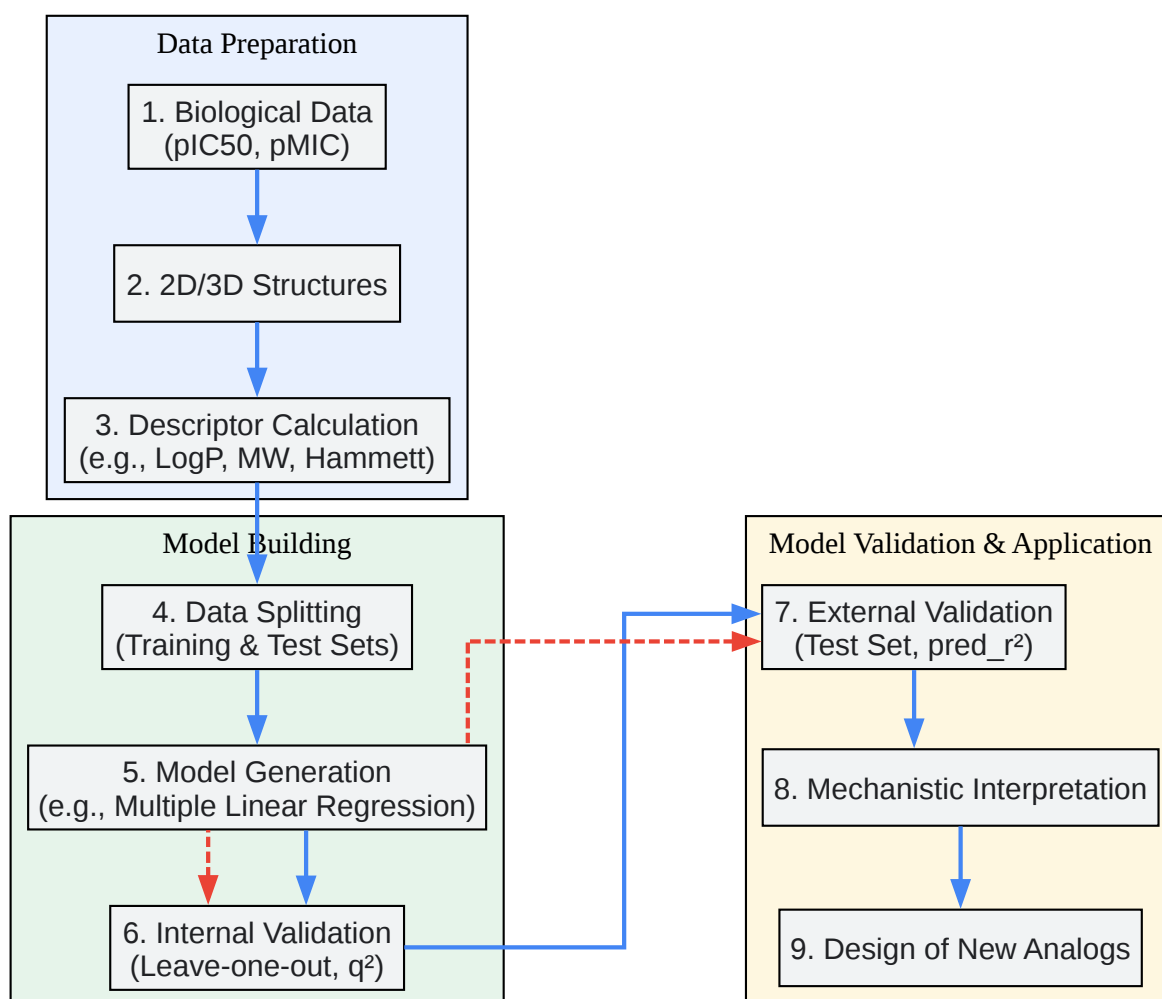 Data Preparation
1. Biological Data
(pIC50, pMIC)
2. 2D/3D Structures
3. Descriptor Calculation
(e.g., LogP, MW, Hammett)
Model Building
4. Data Splitting
(Training & Test Sets)
5. Model Generation
(e.g., Multiple Linear Regression)
6. Internal Validation
(Leave-one-out, q²)
Model Validation & Application
7. External Validation
(Test Set, pred_r²)
8. Mechanistic Interpretation
9. Design of New Analogs